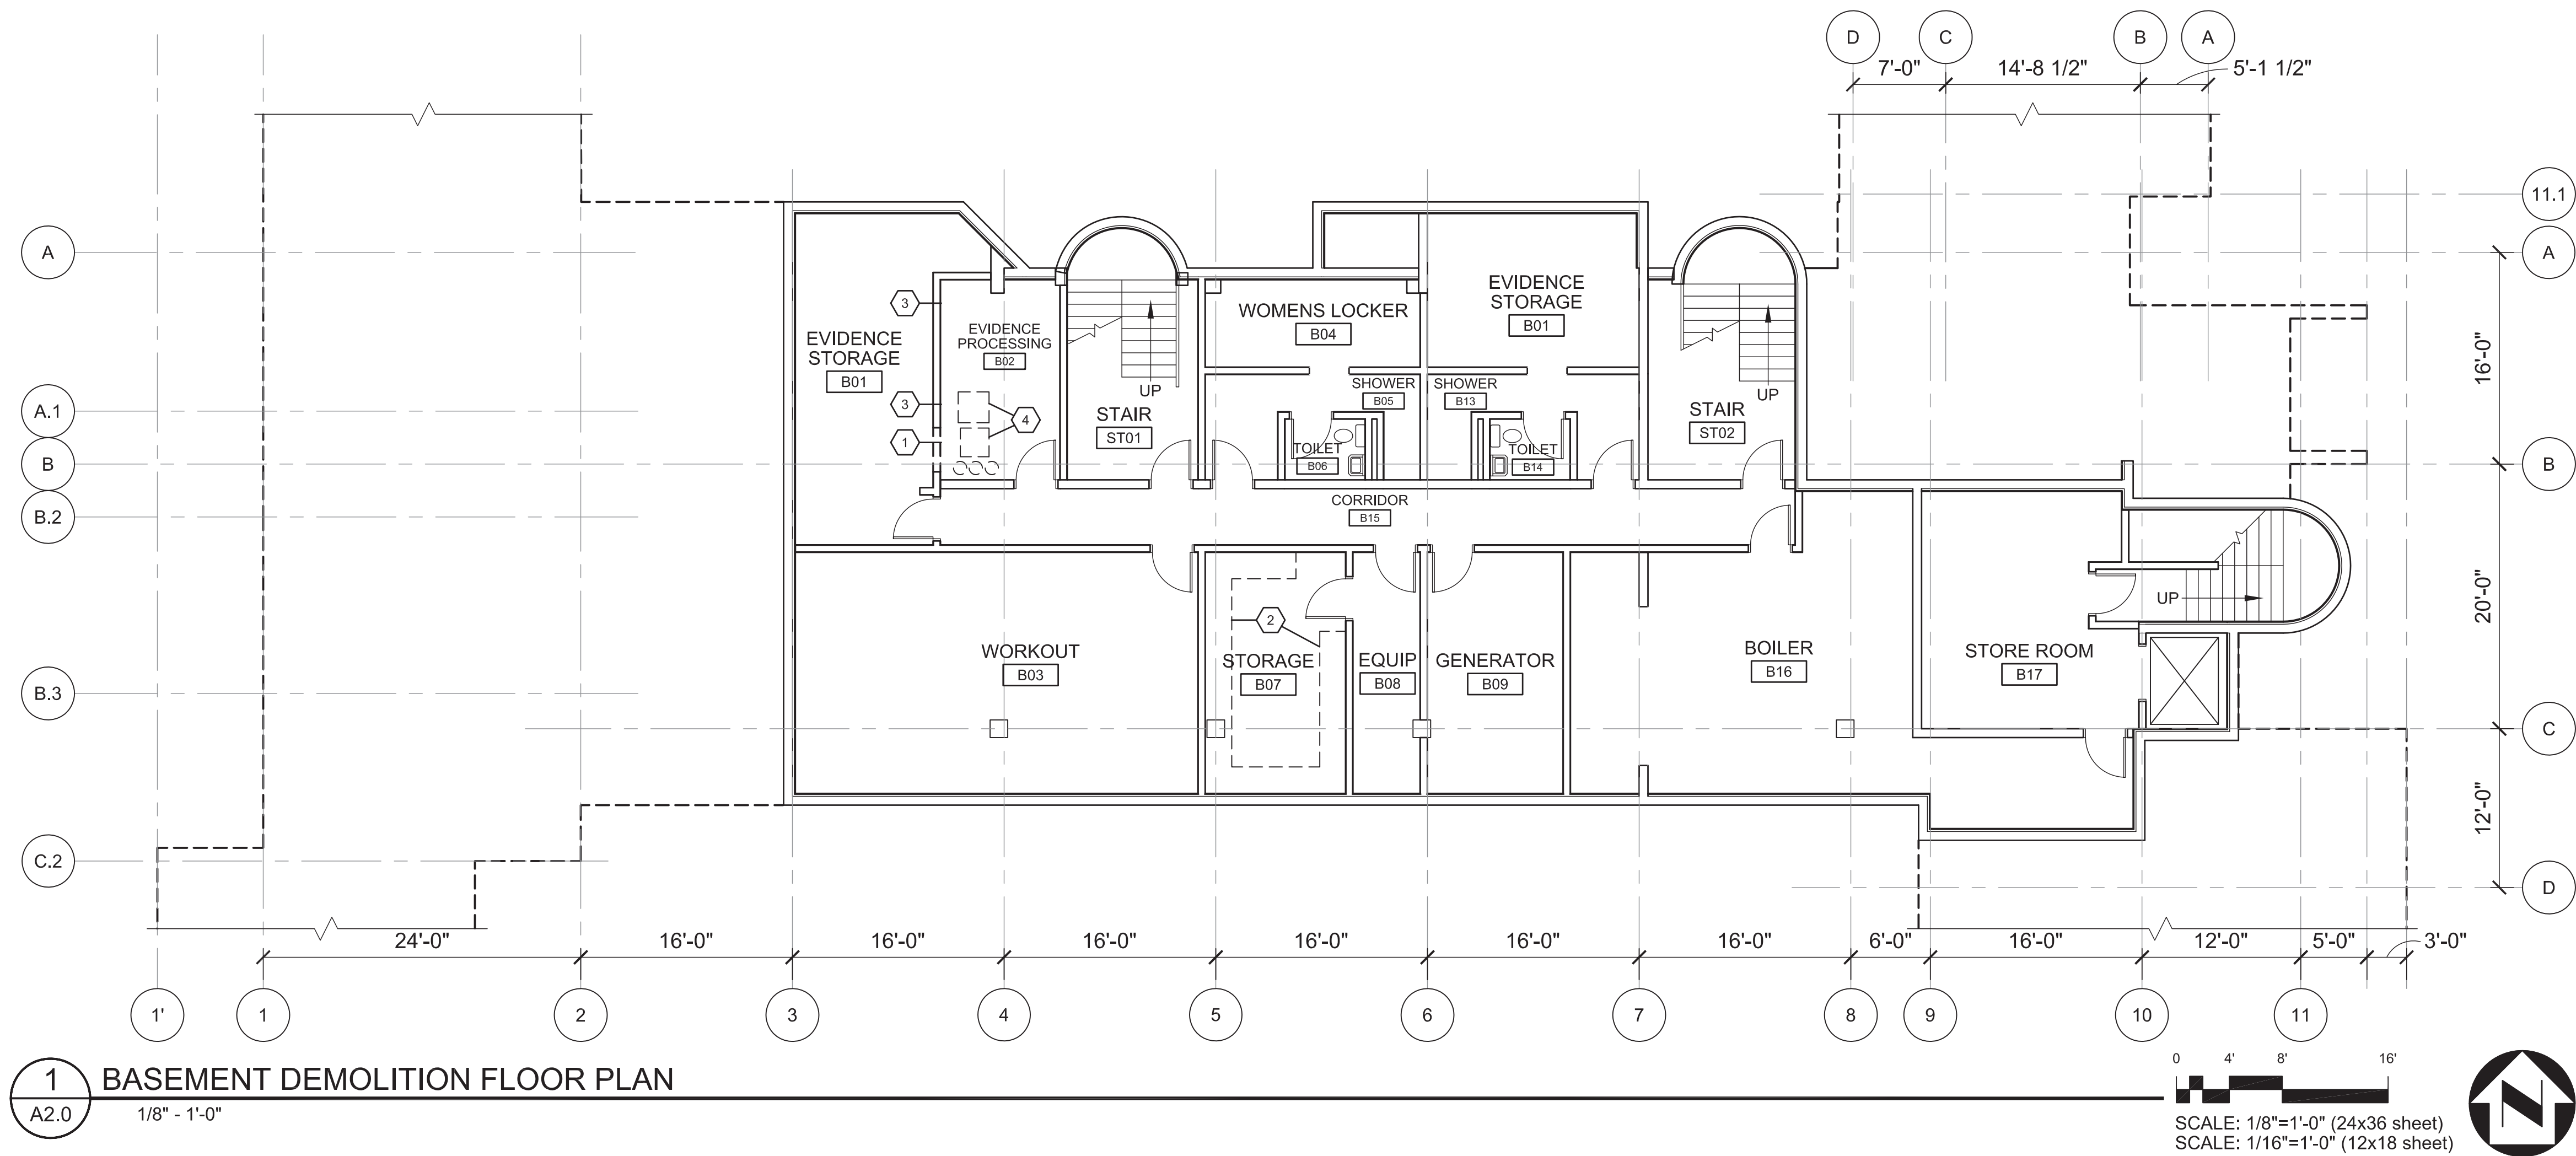 D
C
B
A
7'-0"
14'-8 1/2"
5'-1 1/2"
11.1
A
A
EVIDENCE
STORAGE
B01
WOMENS LOCKER
B04
3
EVIDENCE
PROCESSING
B02
EVIDENCE
STORAGE
B01
16'-0"
UP
UP
SHOWER
B05
SHOWER
B13
3
A.1
4
STAIR
ST01
STAIR
ST02
1
TOILET
B06
TOILET
B14
B
B
CORRIDOR
B15
B.2
UP
20'-0"
2
WORKOUT
B03
STORAGE
B07
EQUIP
B08
GENERATOR
B09
BOILER
B16
STORE ROOM
B17
B.3
C
12'-0"
C.2
D
24'-0"
16'-0"
16'-0"
16'-0"
16'-0"
16'-0"
16'-0"
6'-0"
16'-0"
12'-0"
5'-0"
3'-0"
1'
1
2
3
4
5
6
7
8
9
10
11
1
A2.0
BASEMENT DEMOLITION FLOOR PLAN
1/8" - 1'-0"
0 4' 8' 16'
SCALE: 1/8"=1'-0" (24x36 sheet)
SCALE: 1/16"=1'-0" (12x18 sheet)
N